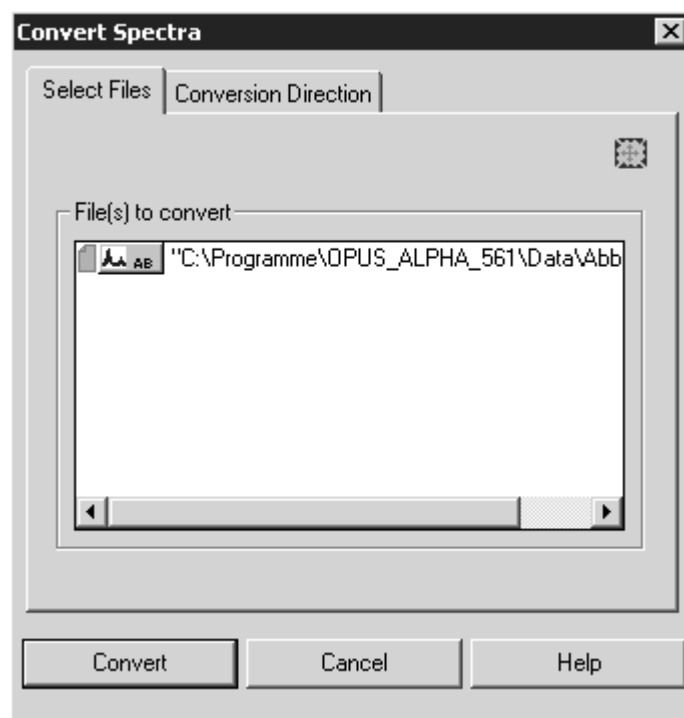 Convert Spectra
Select Files
Conversion Direction
File(s) to convert
AB "C:\Programme\OPUS_ALPHA_561\Data\Abb
Convert
Cancel
Help